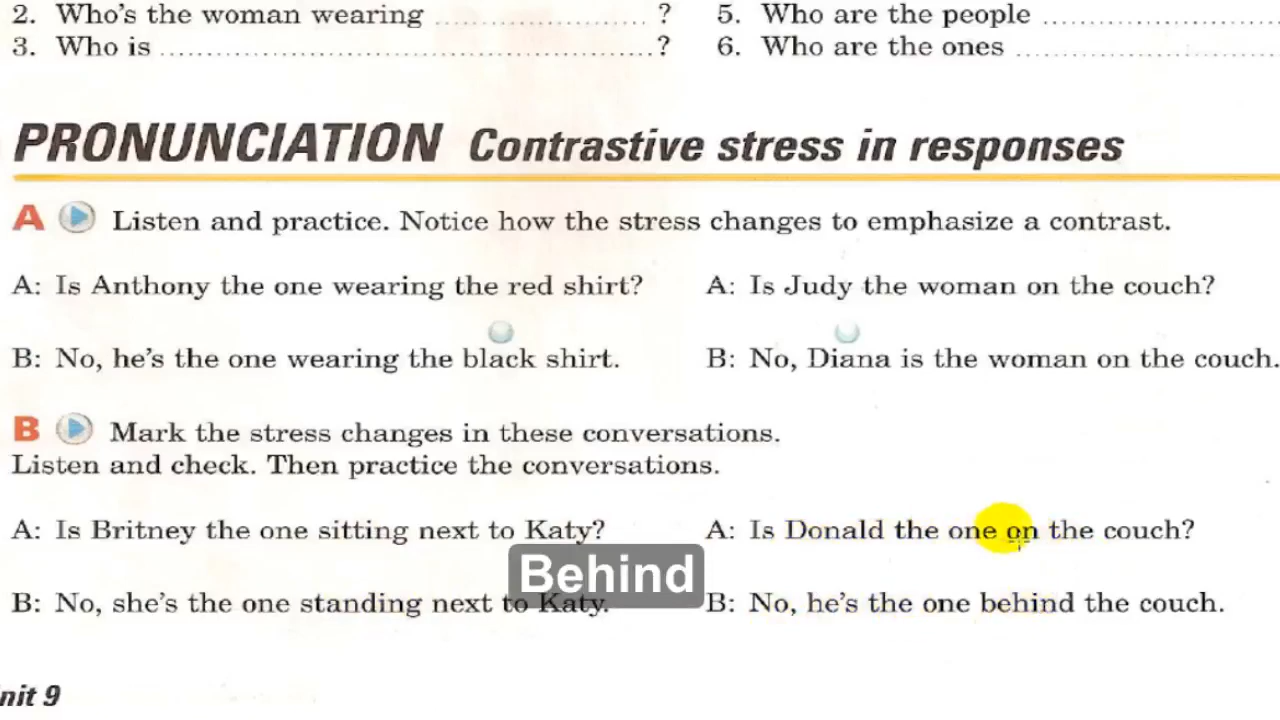 2. Who's the woman wearing ........................ ?
3. Who is ........................................................ ?
5. Who are the people ..........................
6. Who are the ones ..............................
PRONUNCIATION Contrastive stress in responses
A Listen and practice. Notice how the stress changes to emphasize a contrast.
A: Is Anthony the one wearing the red shirt?
B: No, he's the one wearing the black shirt.
A: Is Judy the woman on the couch?
B: No, Diana is the woman on the couch.
B Mark the stress changes in these conversations.
Listen and check. Then practice the conversations.
A: Is Britney the one sitting next to Katy?
B: No, she's the one standing next to Katy.
A: Is Donald the one on the couch?
B: No, he's the one behind the couch.
Behind
nit 9